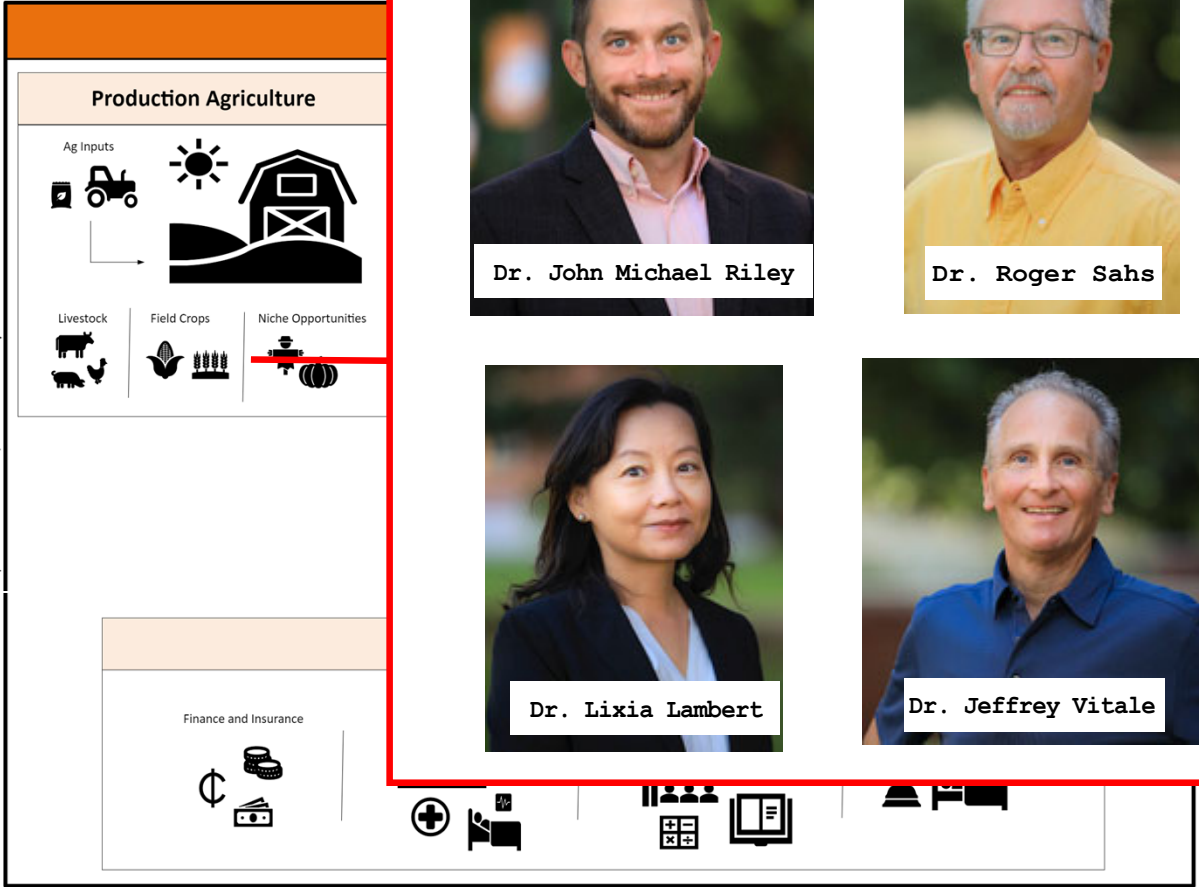 Production Agriculture
Ag Inputs
Livestock
Field Crops
Niche Opportunities
Dr. John Michael Riley
Dr. Roger Sahs
Dr. Lixia Lambert
Dr. Jeffrey Vitale
Finance and Insurance